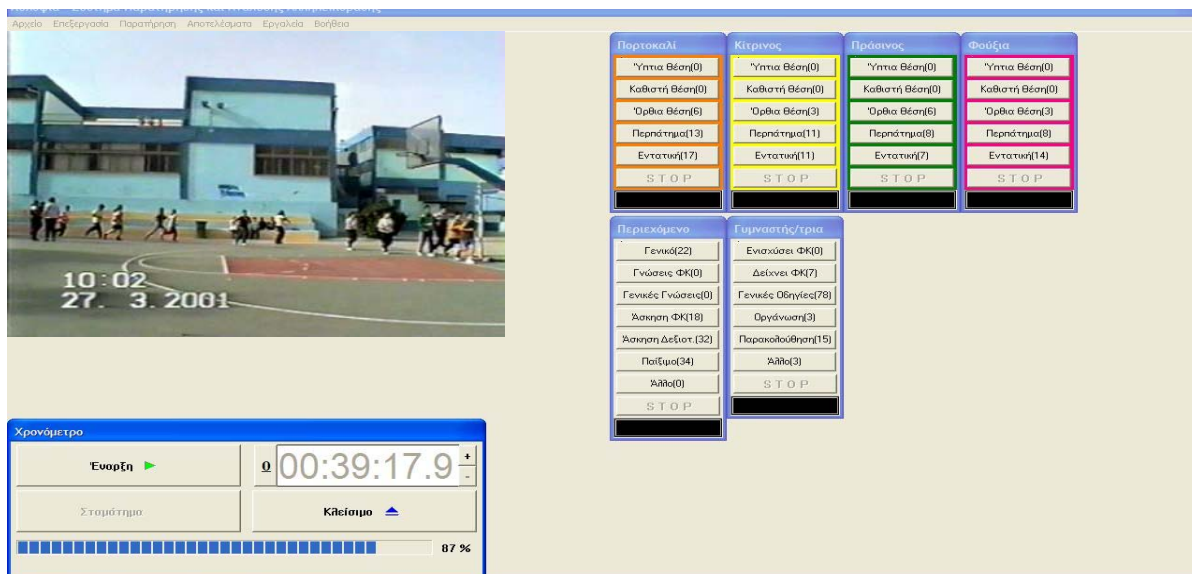 Αρχείο Επεξεργασία Παρατήρηση Αποτελέσματα Εργαλεία Βοήθεια
10:02
27. 3. 2001
Πορτοκαλί
Ύπτια Θέση(0)
Καθιστή Θέση(0)
Όρθια Θέση(6)
Περπάτημα(13)
Εντατική(17)
STOP
Κίτρινος
Ύπτια Θέση(0)
Καθιστή Θέση(0)
Όρθια Θέση(3)
Περπάτημα(11)
Εντατική(11)
STOP
Πράσινος
Ύπτια Θέση(0)
Καθιστή Θέση(0)
Όρθια Θέση(6)
Περπάτημα(8)
Εντατική(7)
STOP
Φούξια
Ύπτια Θέση(0)
Καθιστή Θέση(0)
Όρθια Θέση(3)
Περπάτημα(8)
Εντατική(14)
STOP
Περιεχόμενο
Γενικό(22)
Γνώσεις ΦΚ(0)
Γενικές Γνώσεις(0)
Άσκηση ΦΚ(18)
Άσκηση Δεξιοτ.(32)
Παίξιμο(34)
Άλλο(0)
STOP
Γυμναστής/τρια
Ενισχύσει ΦΚ(0)
Δείχνει ΦΚ(7)
Γενικές Οδηγίες(78)
Οργάνωση(3)
Παρακολούθηση(15)
Άλλο(3)
STOP
Χρονόμετρο
Έναρξη
0 00:39:17.9 + -
Σταμάτημα
Κλείσιμο
87 %